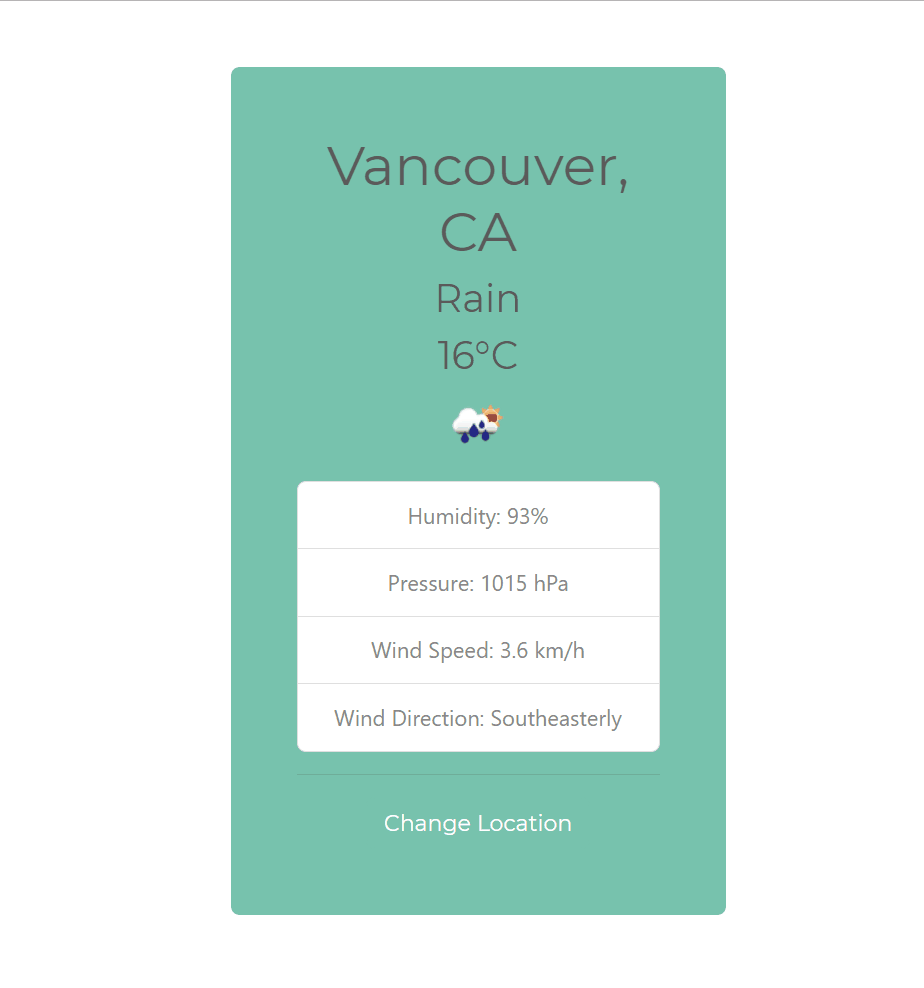 Vancouver,
CA
Rain
16°C
Humidity: 93%
Pressure: 1015 hPa
Wind Speed: 3.6 km/h
Wind Direction: Southeasterly
Change Location